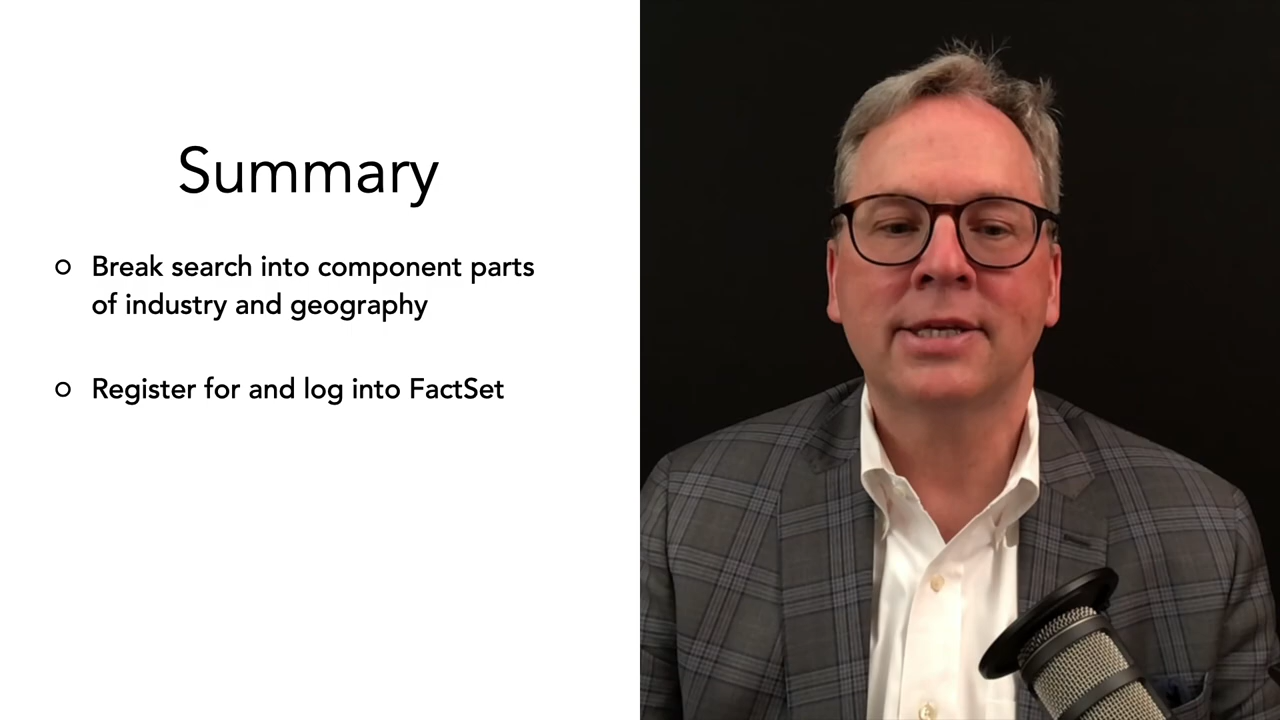 Summary
Break search into component parts
of industry and geography
Register for and log into FactSet